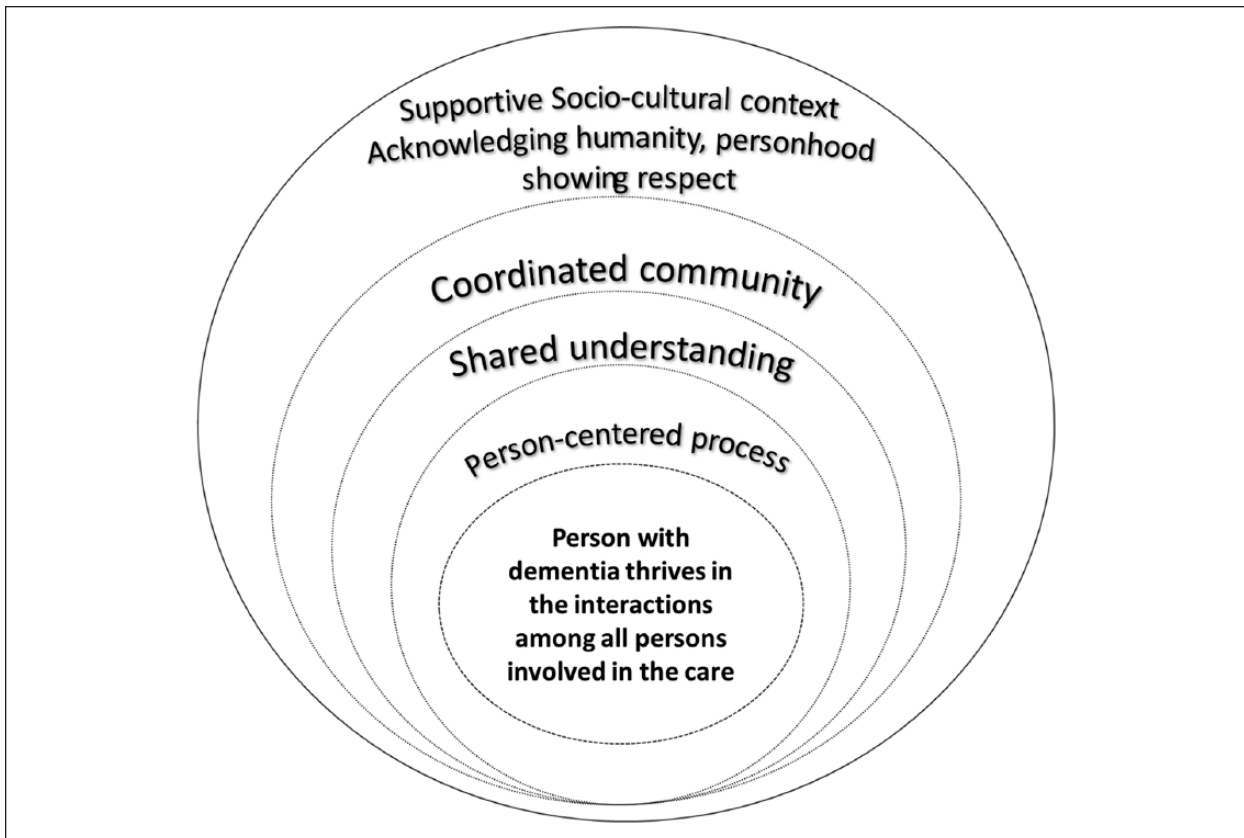 Supportive Socio-cultural context
Acknowledging humanity, personhood
showing respect
Coordinated community
Shared understanding
Person-centered process
Person with
dementia thrives in
the interactions
among all persons
involved in the care